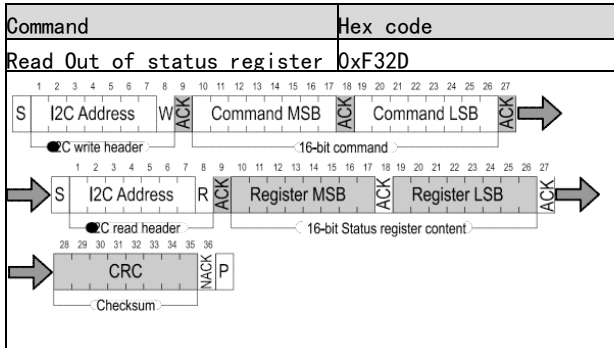 Command Hex code
Read Out of status register 0xF32D
1 2 3 4 5 6 7 8 9 10 11 12 13 14 15 16 17 18 19 20 21 22 23 24 25 26 27
S I2C Address W ACK Command MSB ACK Command LSB ACK
2C write header 16-bit command
1 2 3 4 5 6 7 8 9 10 11 12 13 14 15 16 17 18 19 20 21 22 23 24 25 26 27
S I2C Address R ACK Register MSB ACK Register LSB ACK
2C read header 16-bit Status register content
28 29 30 31 32 33 34 35 36
CRC NACK P
Checksum